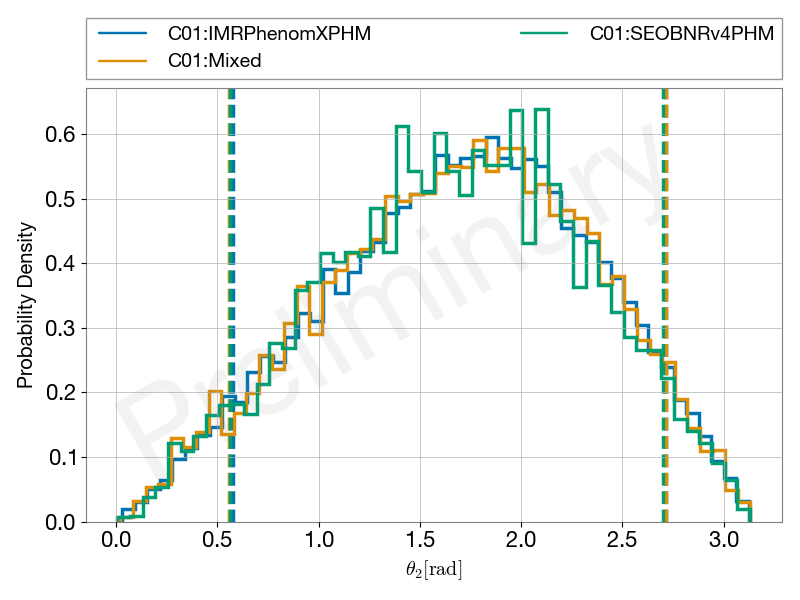 C01:IMRPhenomXPHM
C01:Mixed
C01:SEOBNRv4PHM
Preliminary
Probability Density
0.6
0.5
0.4
0.3
0.2
0.1
0.0
0.0 0.5 1.0 1.5 2.0 2.5 3.0
θ₂[rad]